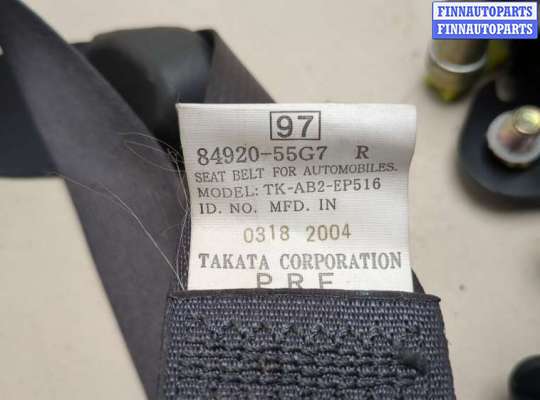 FINNAUTOPARTS
FINNAUTOPARTS
97
84920-55G7 R
SEAT BELT FOR AUTOMOBILES.
MODEL: TK-AB2-EP516
ID. NO. MFD. IN
0318 2004
TAKATA CORPORATION